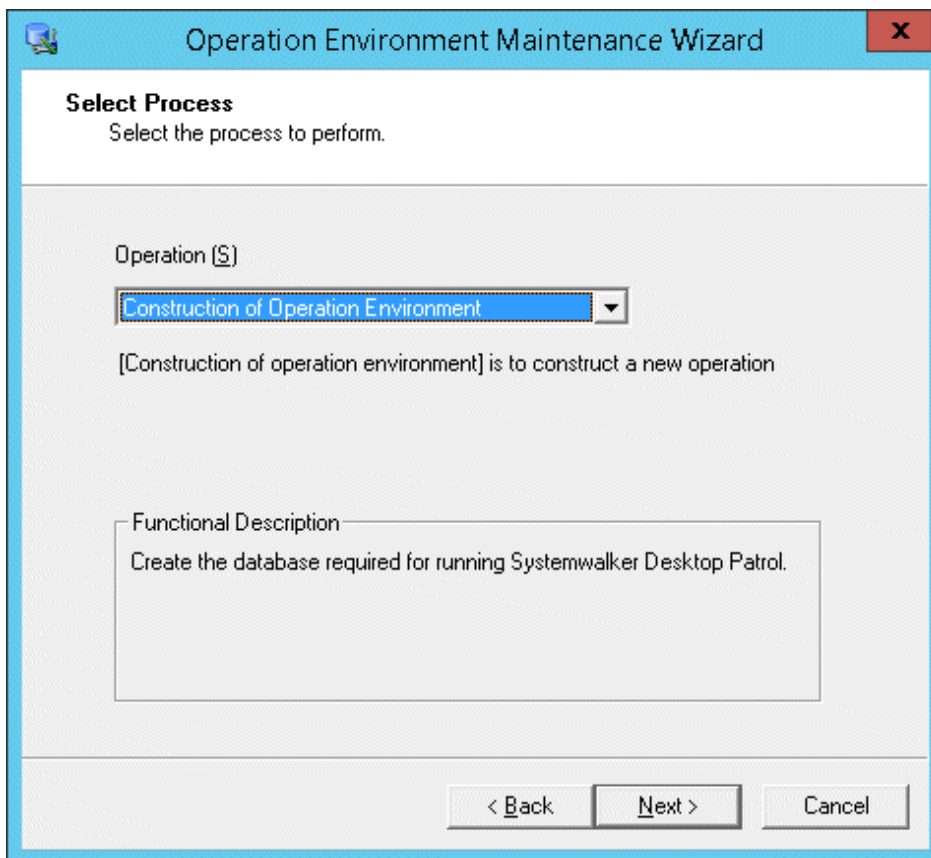 Operation Environment Maintenance Wizard
x
Select Process
Select the process to perform.
Operation (S)
Construction of Operation Environment
[Construction of operation environment] is to construct a new operation
Functional Description
Create the database required for running Systemwalker Desktop Patrol.
< Back
Next >
Cancel